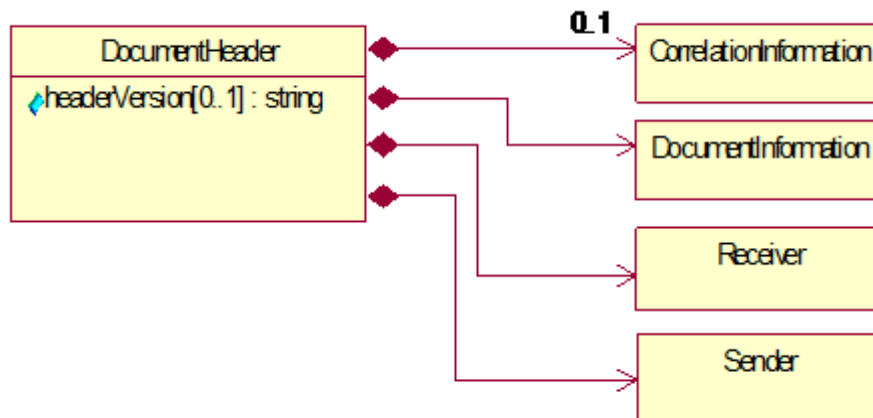 DocumentHeader
headerVersion[0..1] : string
0..1
CorrelationInformation
DocumentInformation
Receiver
Sender